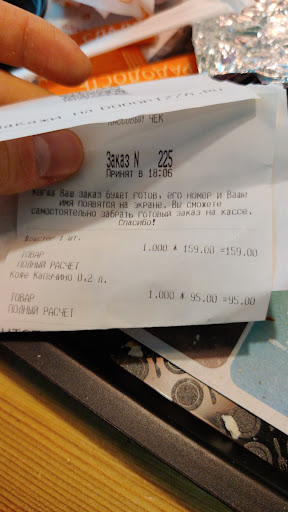 РАДОСТ
КАССОВЫЙ ЧЕК
Заказ N 225
Принят в 18:06
Когда Ваш заказ будет готов, его номер и Ваше
имя появятся на экране. Вы сможете
самостоятельно забрать готовый заказ на кассе.
Спасибо!
1 шт.
1.000 * 159.00 =159.00
ТОВАР
ПОЛНЫЙ РАСЧЕТ
Кофе Капучино 0,2 л.
1.000 * 95.00 =95.00
ТОВАР
ПОЛНЫЙ РАСЧЕТ